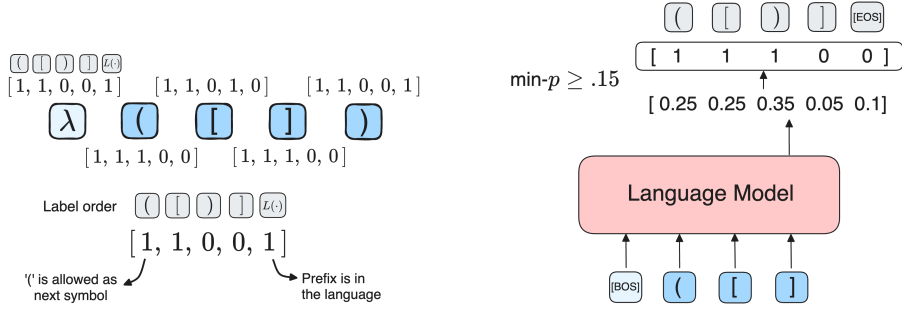 ( [ ) ] L(·)
[1, 1, 0, 0, 1] [1, 1, 0, 1, 0] [1, 1, 0, 0, 1]
λ ( [ ] )
[1, 1, 1, 0, 0] [1, 1, 1, 0, 0]
Label order ( [ ) ] L(·)
[1, 1, 0, 0, 1]
'(' is allowed as
next symbol
Prefix is in
the language
( [ ) ] [EOS]
[ 1 1 1 0 0 ]
min-p ≥ .15
[ 0.25 0.25 0.35 0.05 0.1]
Language Model
[BOS] ( [ ]